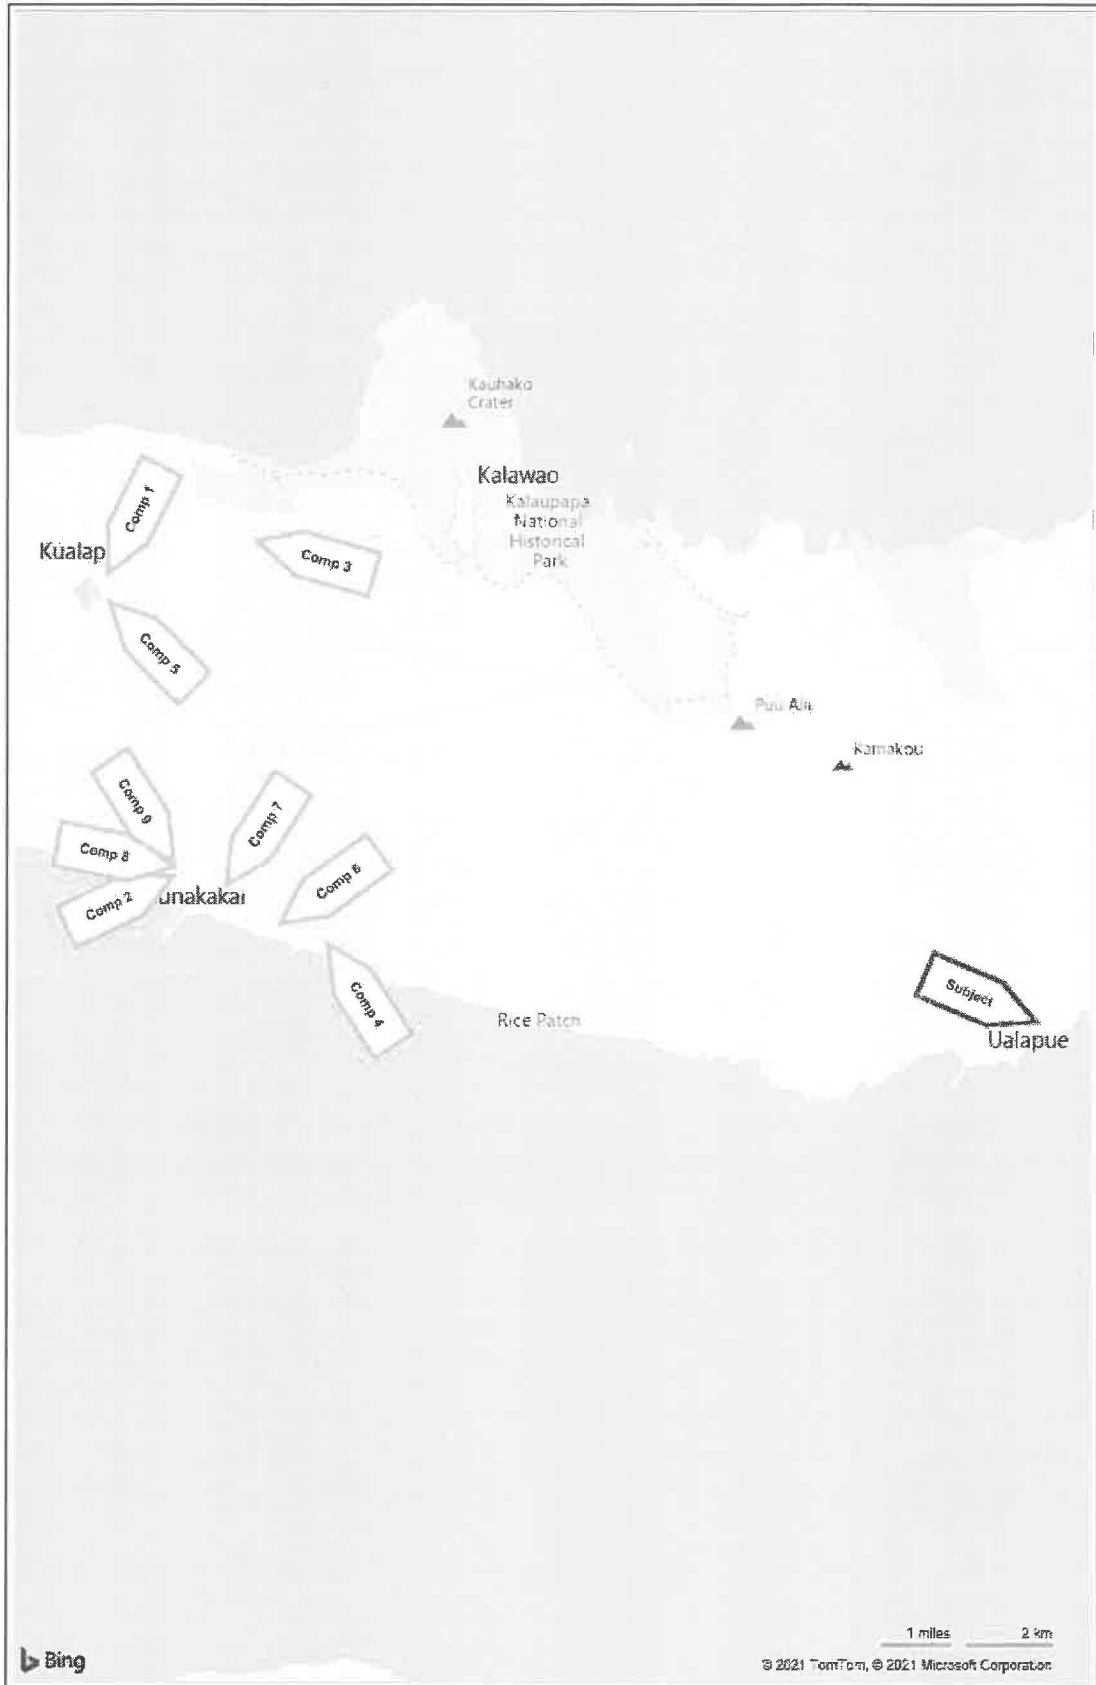 Kauhako
Crater
Kalawao
Kalaupapa
National
Historical
Park
Comp 1
Kualap
Comp 3
Comp 5
Puu Alii
Kamakou
Comp 9
Comp 7
Comp 8
Comp 6
Comp 2
unakakai
Subject
Comp 4
Rice Patch
Ualapue
1 miles
2 km
Bing
© 2021 TomTom, © 2021 Microsoft Corporation